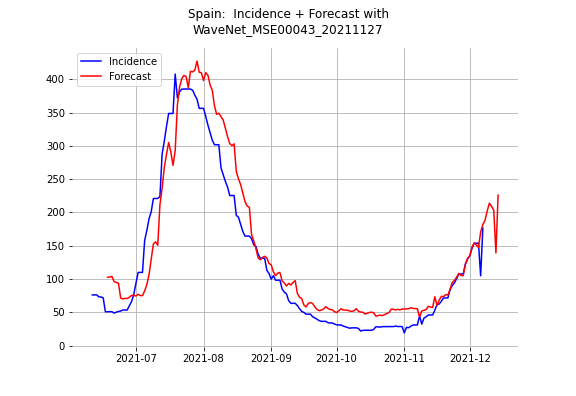 Spain:  Incidence + Forecast with
WaveNet_MSE00043_20211127
Incidence
Forecast
400
350
300
250
200
150
100
50
0
2021-07 2021-08 2021-09 2021-10 2021-11 2021-12